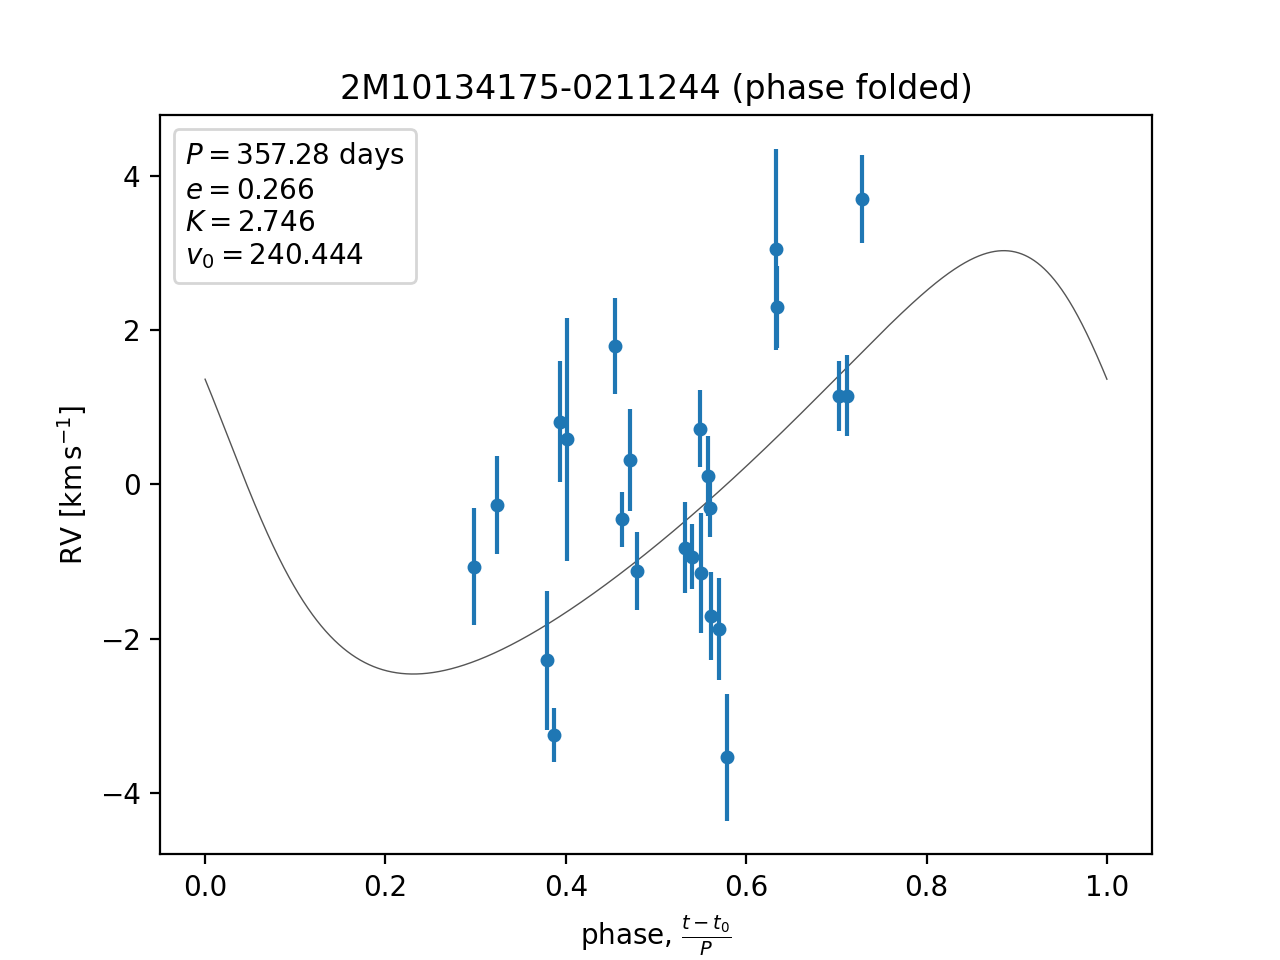 2M10134175-0211244 (phase folded)
P = 357.28 days
e = 0.266
K = 2.746
v₀ = 240.444
4
2
0
−2
−4
RV [km s⁻¹]
0.0 0.2 0.4 0.6 0.8 1.0
phase, (t − t₀)/P